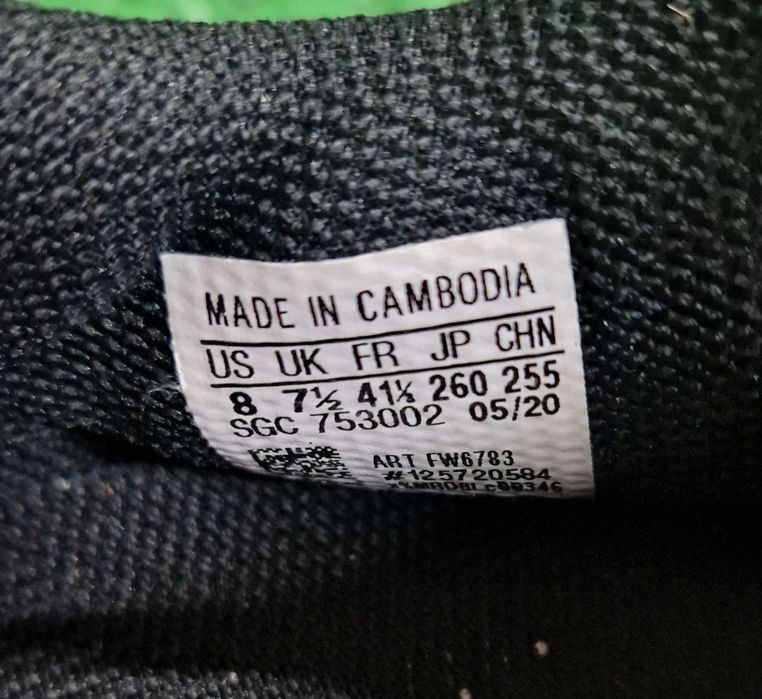 MADE IN CAMBODIA
US UK FR JP CHN
8 7½ 41⅓ 260 255
SGC 753002 05/20
ART FW6783
#125720584